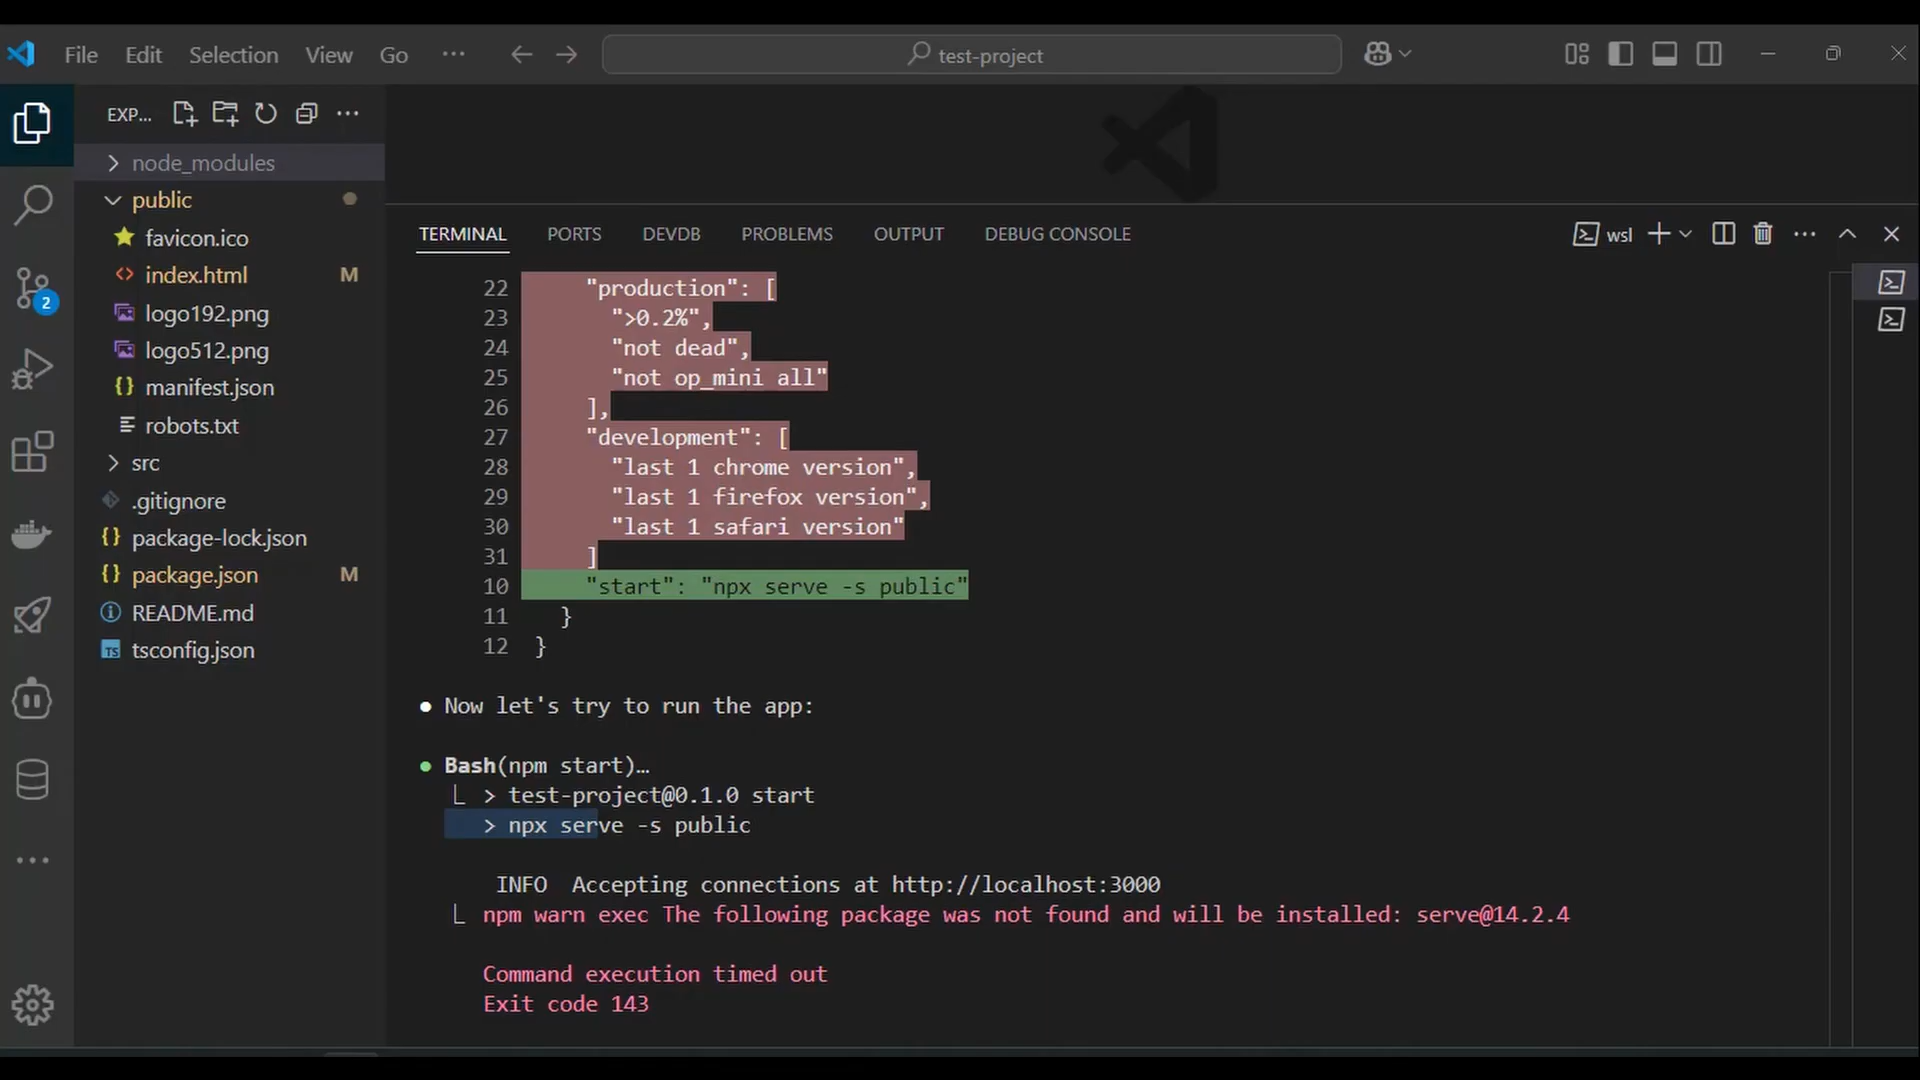 File Edit Selection View Go ··· test-project
EXP... ···
node_modules
public
favicon.ico
index.html M
logo192.png
logo512.png
manifest.json
robots.txt
src
.gitignore
package-lock.json
package.json M
README.md
TS tsconfig.json
2
TERMINAL PORTS DEVDB PROBLEMS OUTPUT DEBUG CONSOLE wsl
22 "production": [
23 ">0.2%",
24 "not dead",
25 "not op_mini all"
26 ],
27 "development": [
28 "last 1 chrome version",
29 "last 1 firefox version",
30 "last 1 safari version"
31 ]
10 "start": "npx serve -s public"
11 }
12 }
● Now let's try to run the app:
● Bash(npm start)…
> test-project@0.1.0 start
> npx serve -s public
INFO Accepting connections at http://localhost:3000
npm warn exec The following package was not found and will be installed: serve@14.2.4
Command execution timed out
Exit code 143